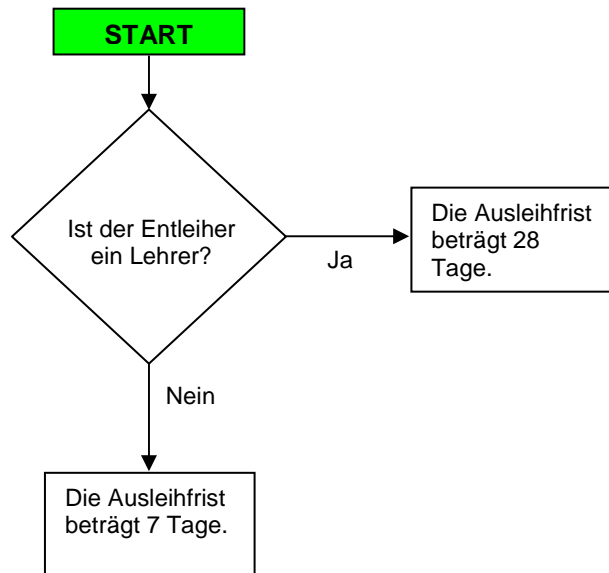 START
Ist der Entleiher
ein Lehrer?
Ja
Die Ausleihfrist
beträgt 28
Tage.
Nein
Die Ausleihfrist
beträgt 7 Tage.